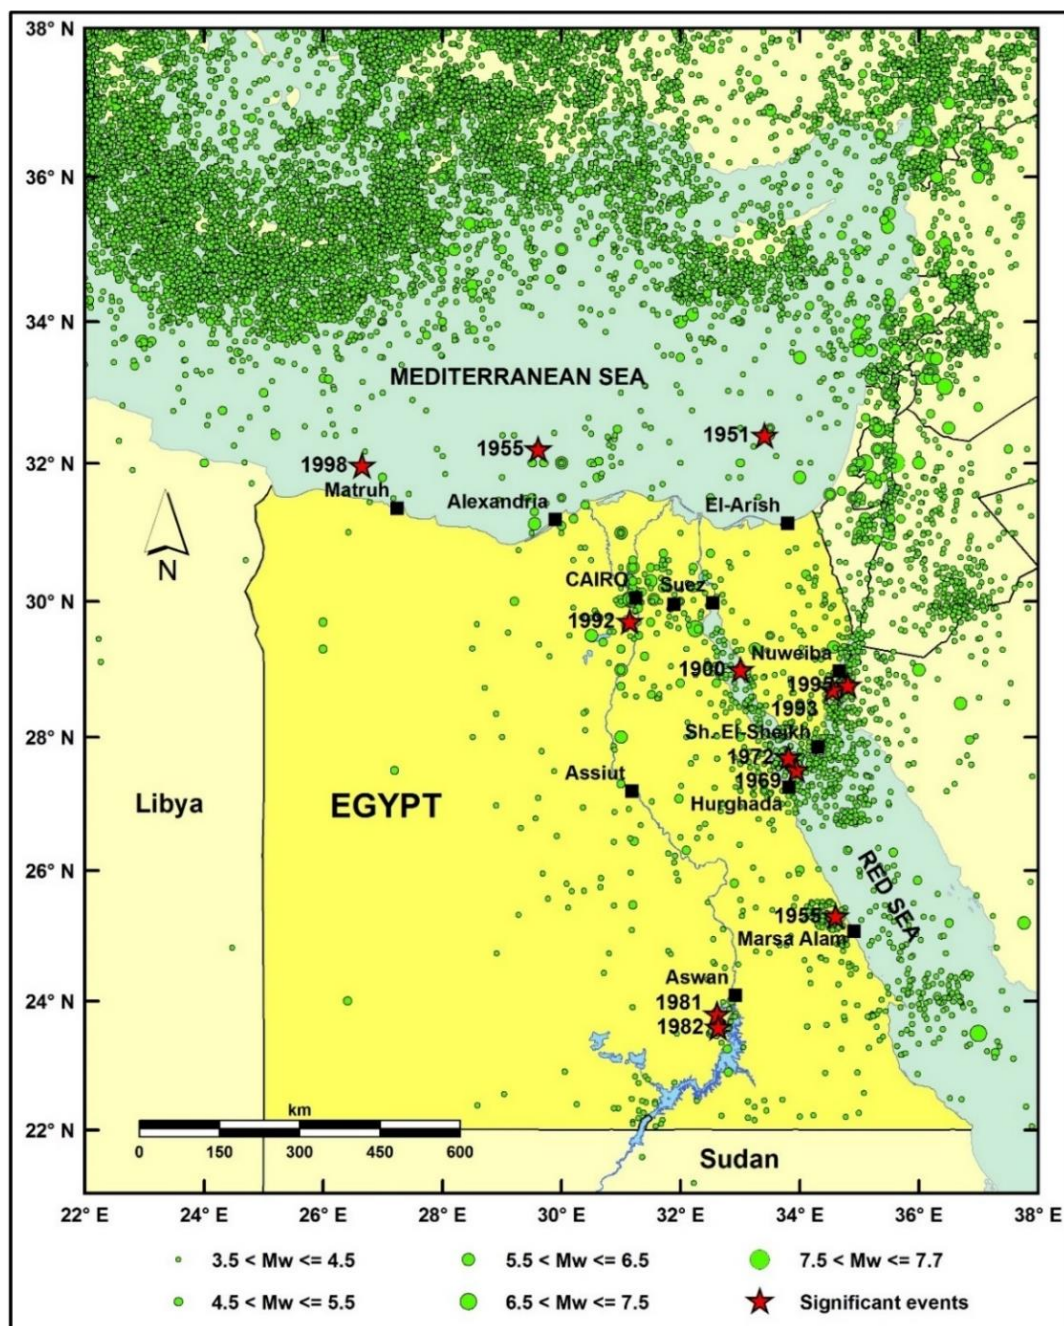 38° N
36° N
34° N
MEDITERRANEAN SEA
1951
1955
32° N
1998
Matruh
Alexandria
El-Arish
N
CAIRO
Suez
30° N
1992
Nuweiba
1900
1995
1993
28° N
Sh. El-Sheikh
1972
Assiut
1969
Libya
EGYPT
Hurghada
26° N
RED SEA
1955
Marsa Alam
24° N
Aswan
1981
1982
km
22° N
0 150 300 450 600
Sudan
22° E 24° E 26° E 28° E 30° E 32° E 34° E 36° E 38° E
3.5 < Mw <= 4.5 5.5 < Mw <= 6.5 7.5 < Mw <= 7.7
4.5 < Mw <= 5.5 6.5 < Mw <= 7.5 Significant events